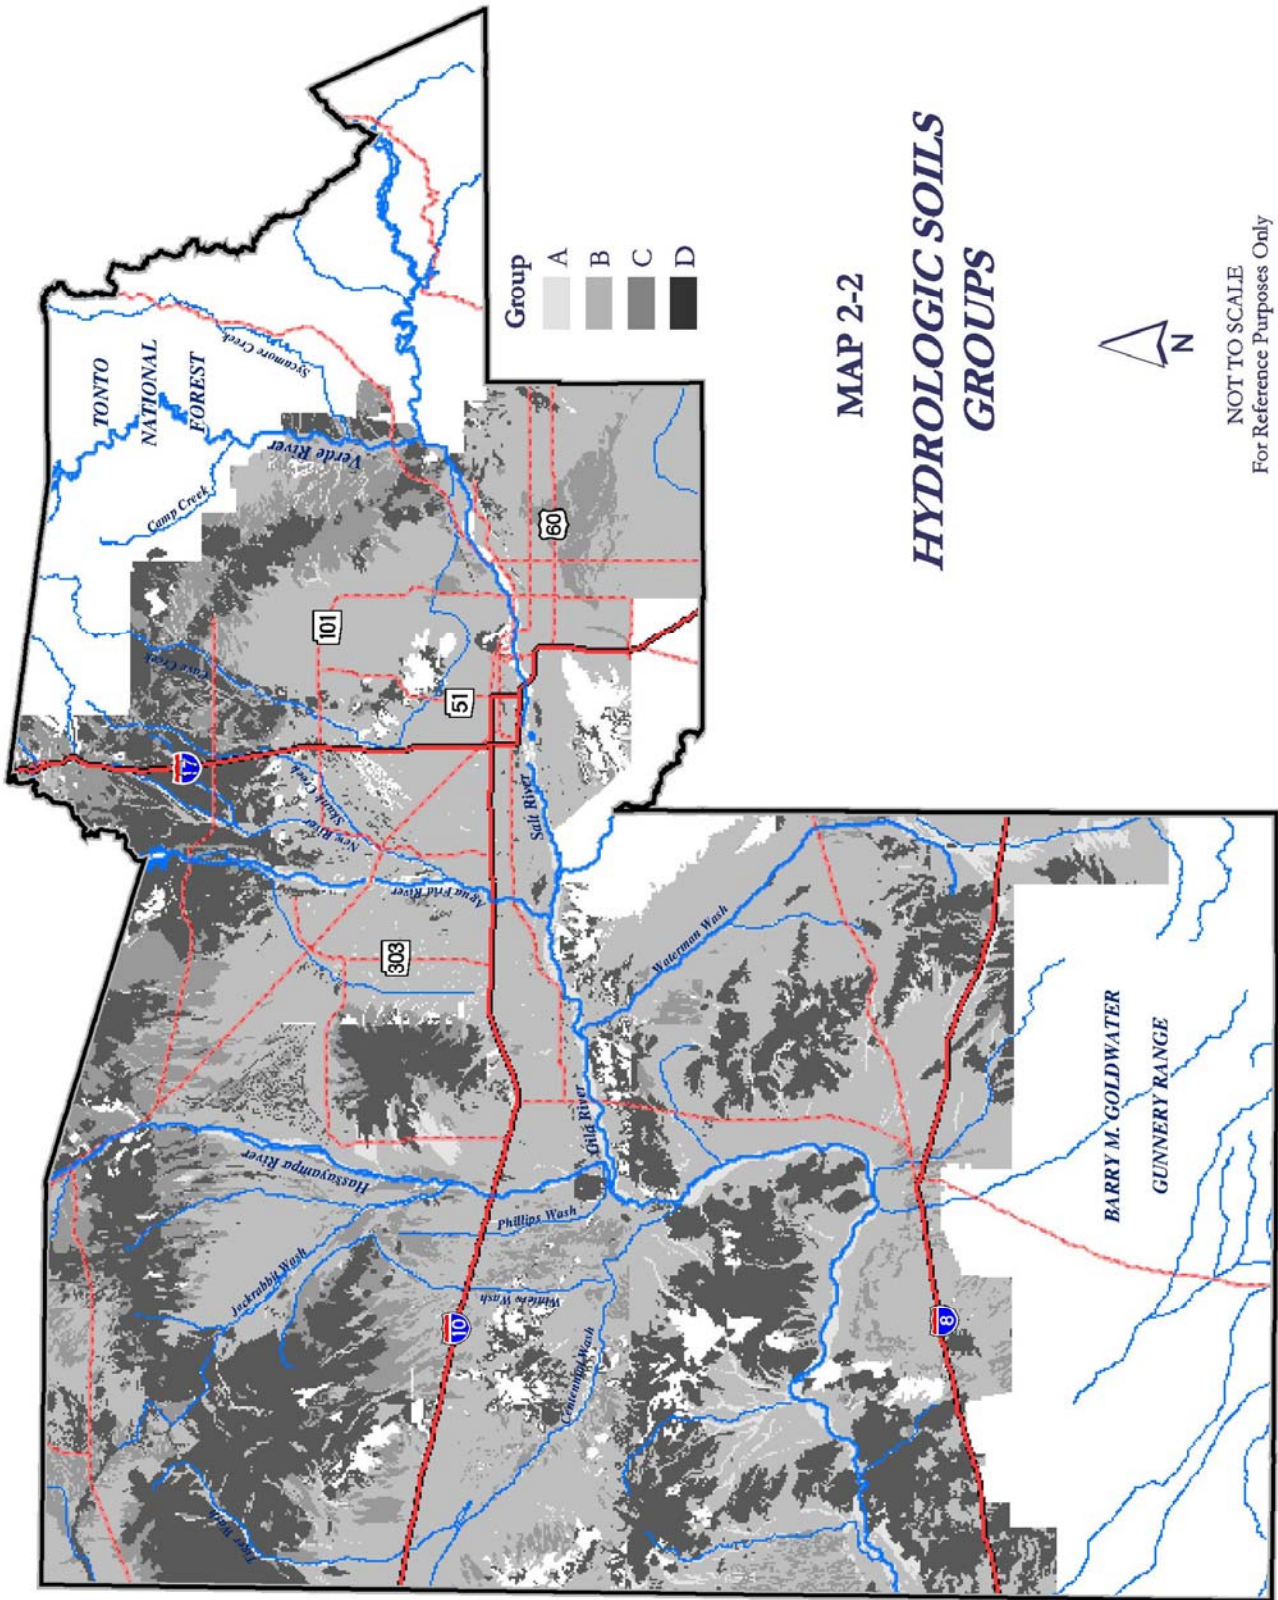 TONTO
NATIONAL
FOREST
Sycamore Creek
Verde River
Camp Creek
Cave Creek
101
51
60
17
Skunk Creek
New River
Agua Frid River
Salt River
303
Waterman Wash
Gila River
Hassayampa River
Phillips Wash
Jackrabbit Wash
Winters Wash
Centennial Wash
Tiger Wash
10
8
BARRY M. GOLDWATER
GUNNERY RANGE
Group
A
B
C
D
MAP 2-2
HYDROLOGIC SOILS
GROUPS
N
NOT TO SCALE
For Reference Purposes Only